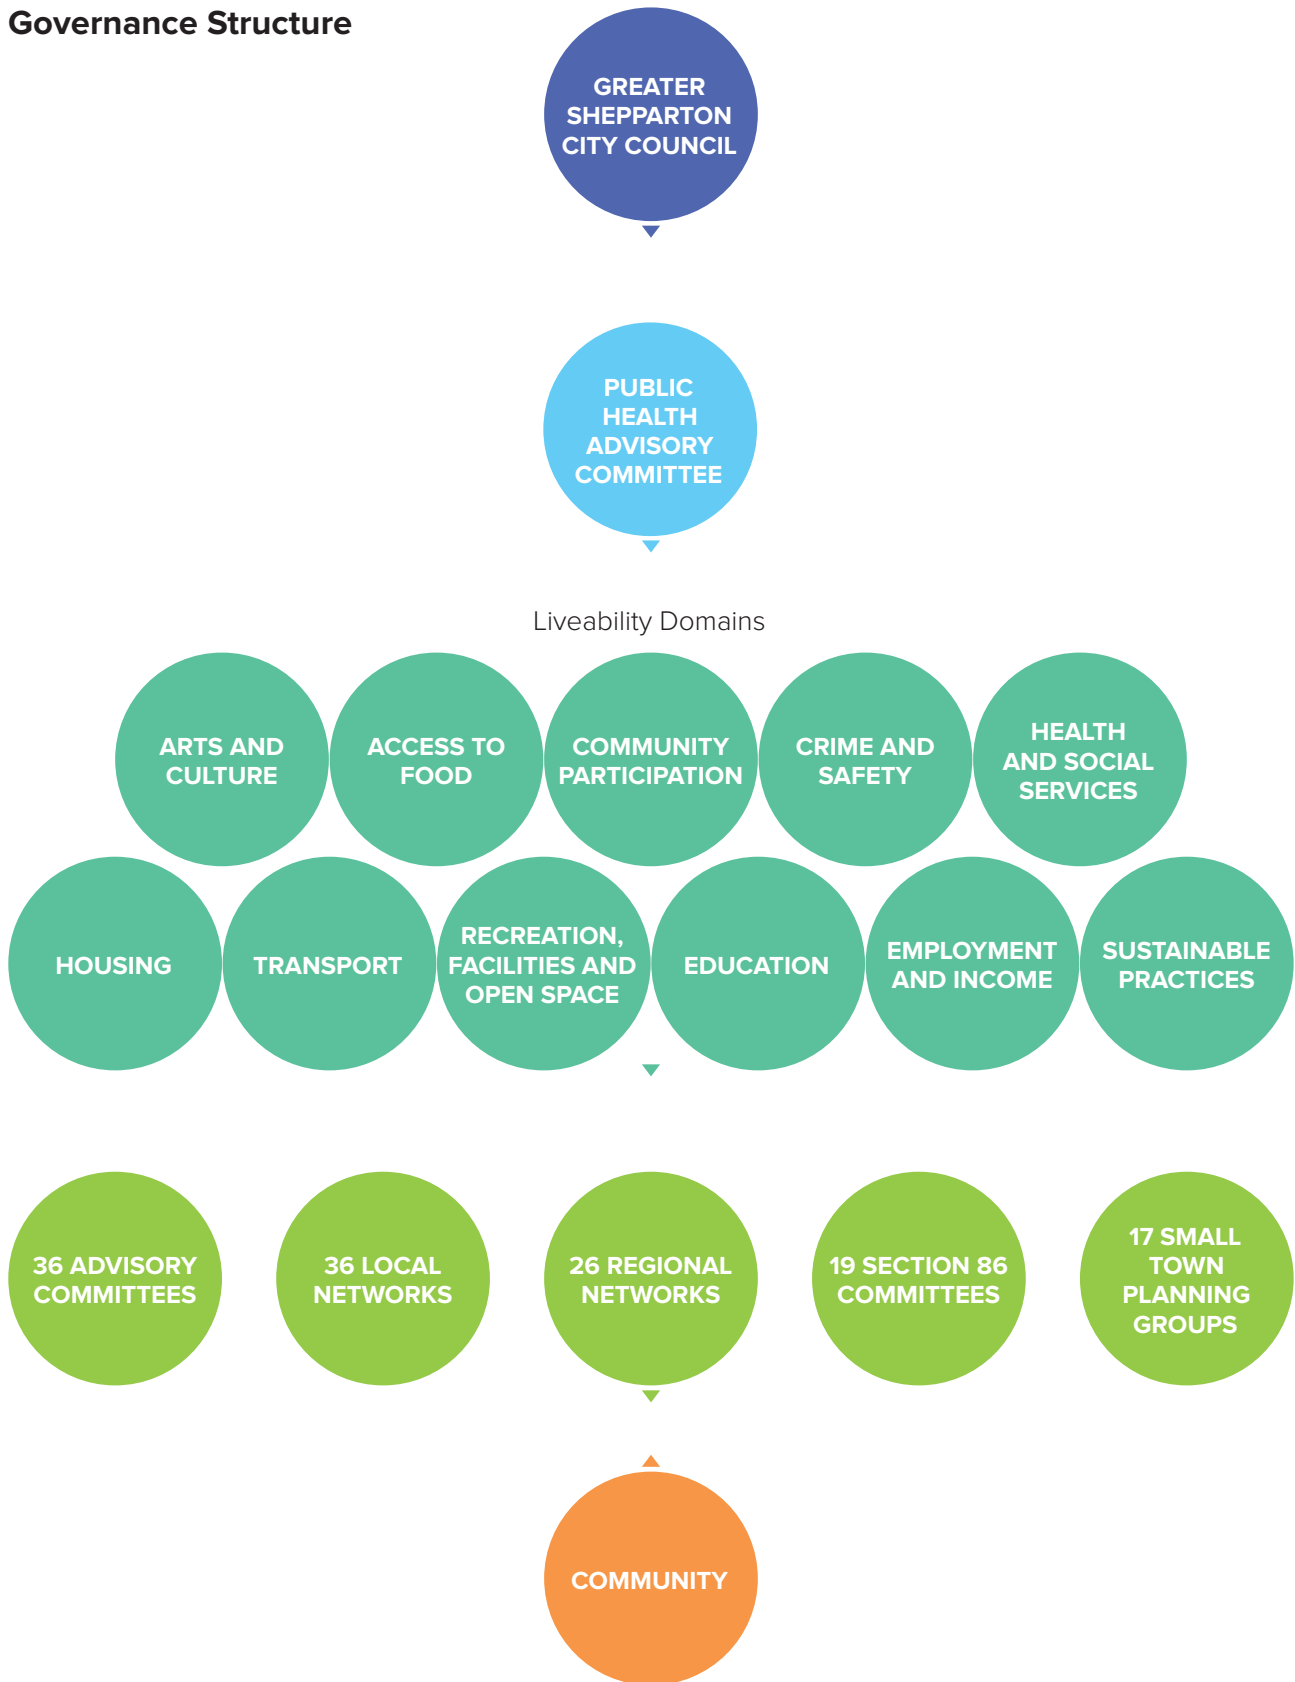 Governance Structure
GREATER
SHEPPARTON
CITY COUNCIL
PUBLIC
HEALTH
ADVISORY
COMMITTEE
Liveability Domains
ARTS AND
CULTURE
ACCESS TO
FOOD
COMMUNITY
PARTICIPATION
CRIME AND
SAFETY
HEALTH
AND SOCIAL
SERVICES
HOUSING
TRANSPORT
RECREATION,
FACILITIES AND
OPEN SPACE
EDUCATION
EMPLOYMENT
AND INCOME
SUSTAINABLE
PRACTICES
36 ADVISORY
COMMITTEES
36 LOCAL
NETWORKS
26 REGIONAL
NETWORKS
19 SECTION 86
COMMITTEES
17 SMALL
TOWN
PLANNING
GROUPS
COMMUNITY